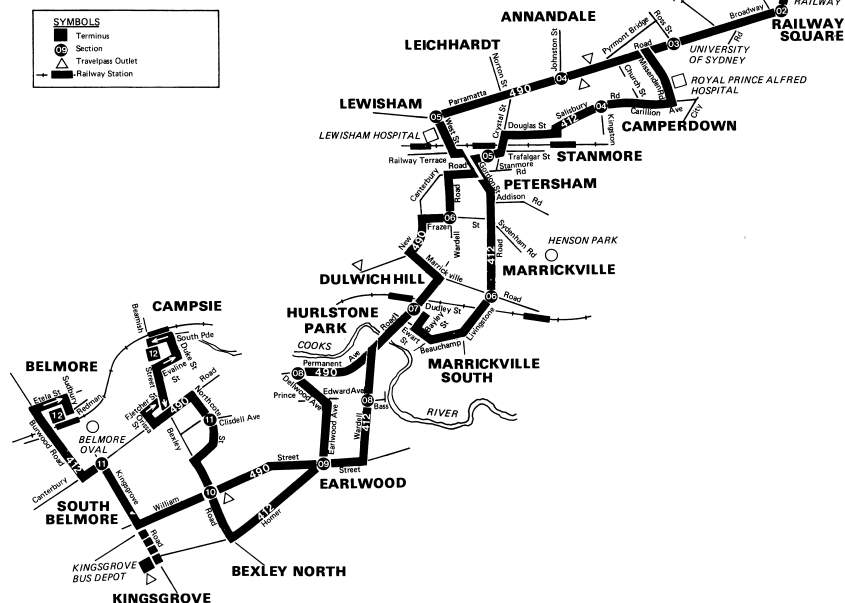 SYMBOLS
Terminus
09 Section
Travelpass Outlet
Railway Station
RAILWAY
02
Broadway
RAILWAY
SQUARE
ANNANDALE
Ross St
Pyrmont Bridge
Road
03
Rd
UNIVERSITY
OF SYDNEY
LEICHHARDT
Johnston St
Norton St
04
Missenden Rd
Church St
ROYAL PRINCE ALFRED
HOSPITAL
490
Parramatta
LEWISHAM
05
Crystal St
Salisbury
Rd
04
Carillion Ave
City
412
Douglas St
Kingston
CAMPERDOWN
LEWISHAM HOSPITAL
West St
Railway Terrace
05
Trafalgar St
STANMORE
Stanmore
Rd
Road
Gordon St
PETERSHAM
Canterbury
Road
Addison Rd
06
Frazer
St
Wardell
Sydenham Rd
HENSON PARK
New
490
412
Road
Marrickville
MARRICKVILLE
DULWICH HILL
06
Road
CAMPSIE
HURLSTONE
PARK
07
Dudley St
Livingstone
Beamish
South Pde
12
Duke St
Road
Bayley
St
Ewart
St
Beauchamp
COOKS
MARRICKVILLE
SOUTH
BELMORE
Evaline
St
Street
Permanent
Ave
490
08
Sudbury
Etela St
Redman
12
Fletcher
Orissa
St
490
Road
Northcote
St
11
Clisdell Ave
Dellwood Ave
Prince
Edward Ave
08
Bass
RIVER
Earlwood Ave
Wardell
412
BELMORE
OVAL
Bexley
Burwood Road
412
11
Canterbury
Kingsgrove
490
Street
09
Street
EARLWOOD
SOUTH
BELMORE
William
10
Road
412
Homer
Road
KINGSGROVE
BUS DEPOT
BEXLEY NORTH
KINGSGROVE